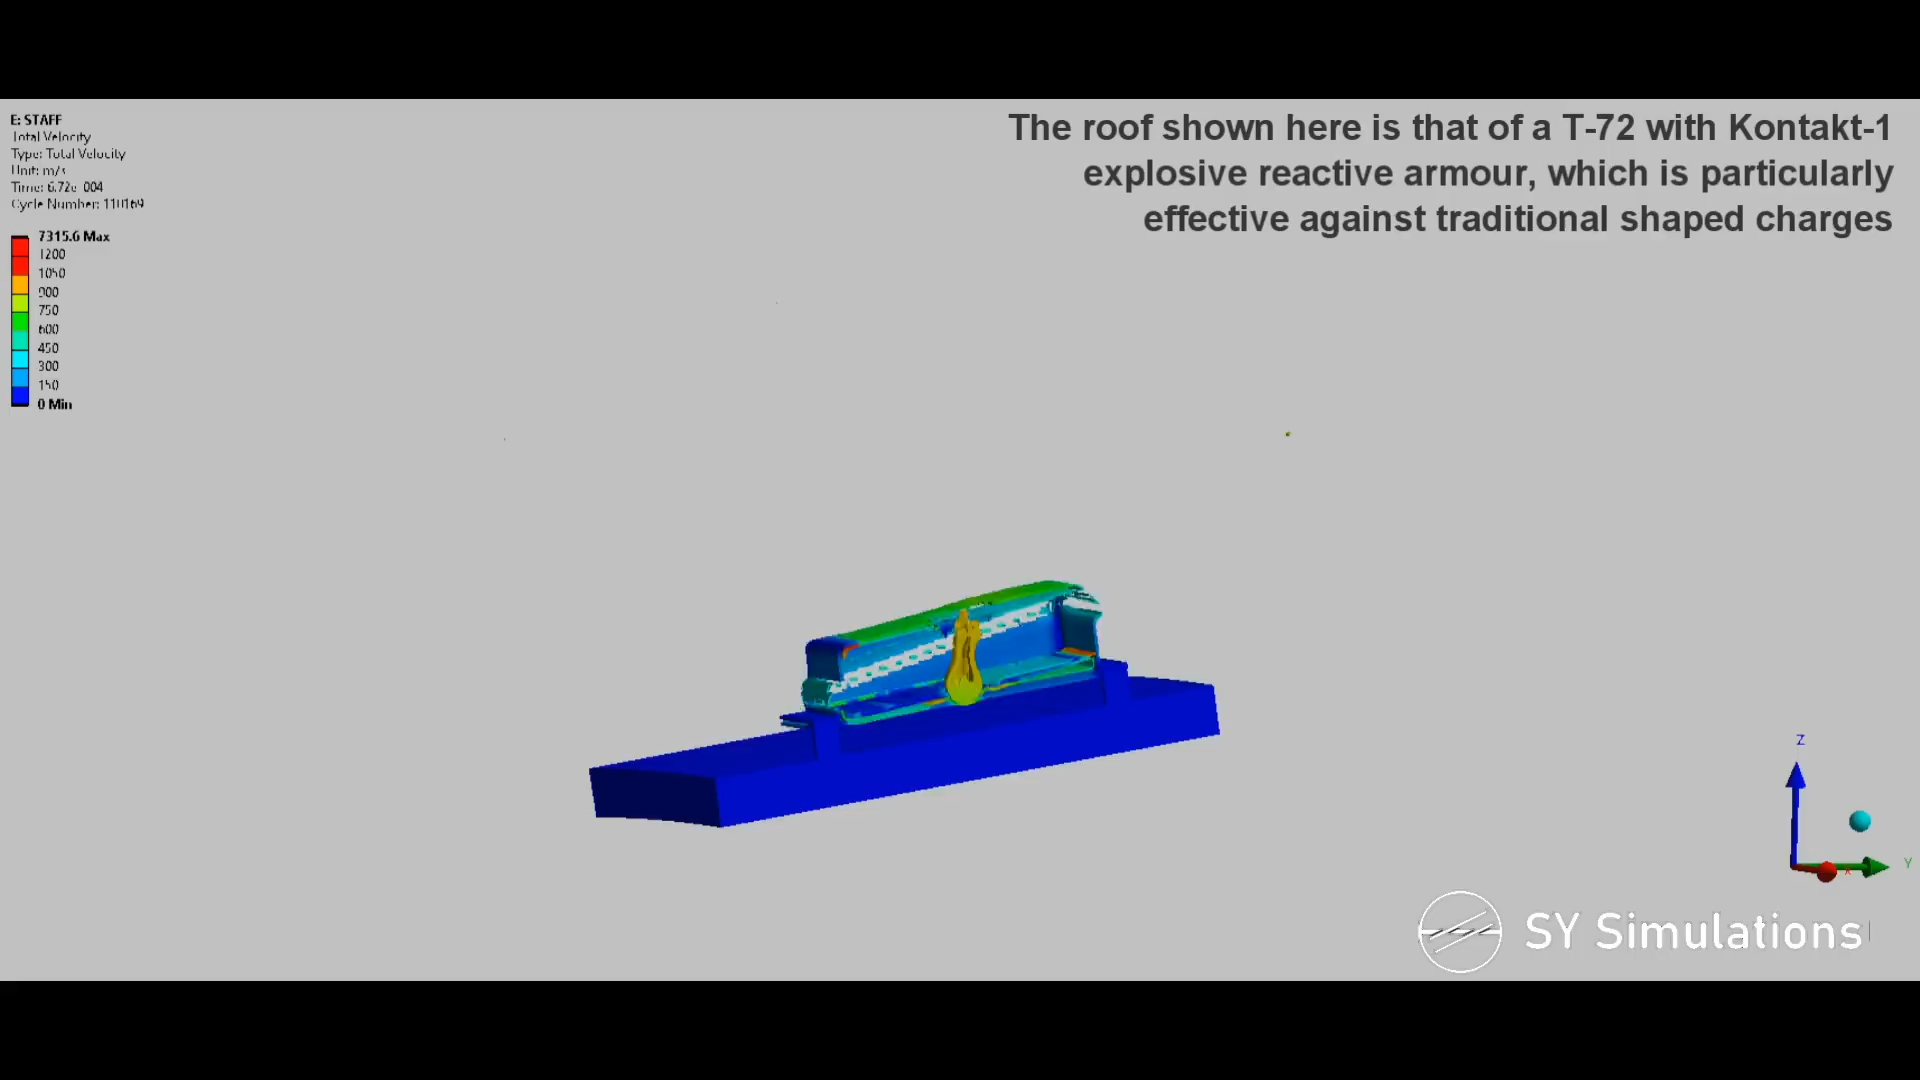 E: STAFF
Total Velocity
Type: Total Velocity
Unit: m/s
Time: 6.72e-004
Cycle Number: 110169
7315.6 Max
1200
1050
900
750
600
450
300
150
0 Min
The roof shown here is that of a T-72 with Kontakt-1
explosive reactive armour, which is particularly
effective against traditional shaped charges
Z
Y
X
SY Simulations